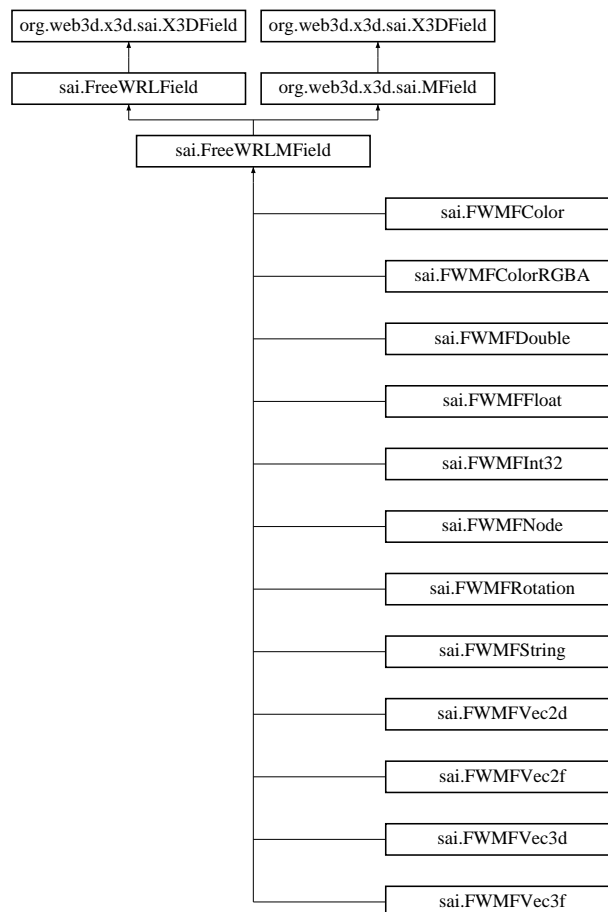 org.web3d.x3d.sai.X3DField
org.web3d.x3d.sai.X3DField
sai.FreeWRLField
org.web3d.x3d.sai.MField
sai.FreeWRLMField
sai.FWMFColor
sai.FWMFColorRGBA
sai.FWMFDouble
sai.FWMFFloat
sai.FWMFInt32
sai.FWMFNode
sai.FWMFRotation
sai.FWMFString
sai.FWMFVec2d
sai.FWMFVec2f
sai.FWMFVec3d
sai.FWMFVec3f